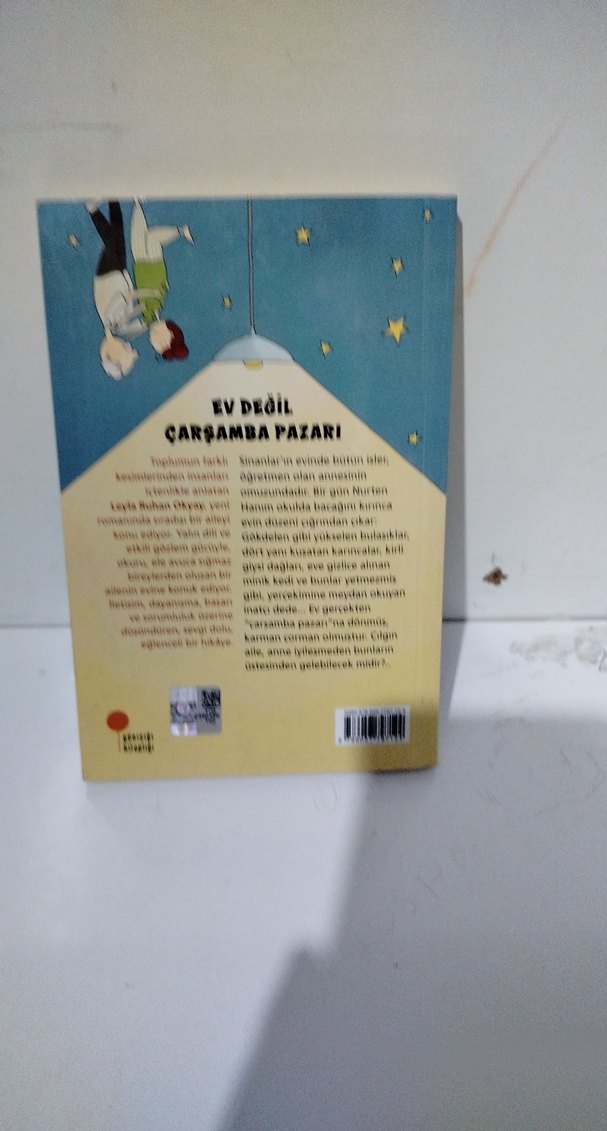 EV DEĞİL
ÇARŞAMBA PAZARI
Toplumun farklı
kesimlerinden insanları
içtenlikle anlatan
Leyla Ruhan Okyay, yeni
romanında sıradışı bir aileyi
konu ediyor. Yalın dili ve
etkili gözlem gücüyle,
okuru, ele avuca sığmaz
bireylerden oluşan bir
ailenin evine konuk ediyor.
İletişim, dayanışma, başarı
ve sorumluluk üzerine
düşündüren, sevgi dolu,
eğlenceli bir hikâye.
Sinanlar'ın evinde bütün işler,
öğretmen olan annesinin
omuzundadır. Bir gün Nurten
Hanım okulda bacağını kırınca
evin düzeni çığrından çıkar:
Gökdelen gibi yükselen bulaşıklar,
dört yanı kuşatan karıncalar, kirli
giysi dağları, eve gizlice alınan
minik kedi ve bunlar yetmezmiş
gibi, yerçekimine meydan okuyan
inatçı dede... Ev gerçekten
"çarşamba pazarı"na dönmüş,
karman çorman olmuştur. Çılgın
aile, anne iyileşmeden bunların
üstesinden gelebilecek midir?..
günışığı
kitaplığı